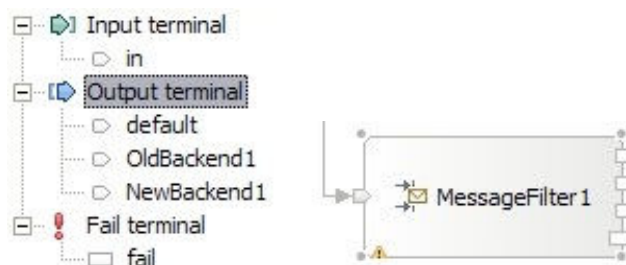 Input terminal
in
Output terminal
default
OldBackend1
NewBackend1
Fail terminal
fail
MessageFilter1